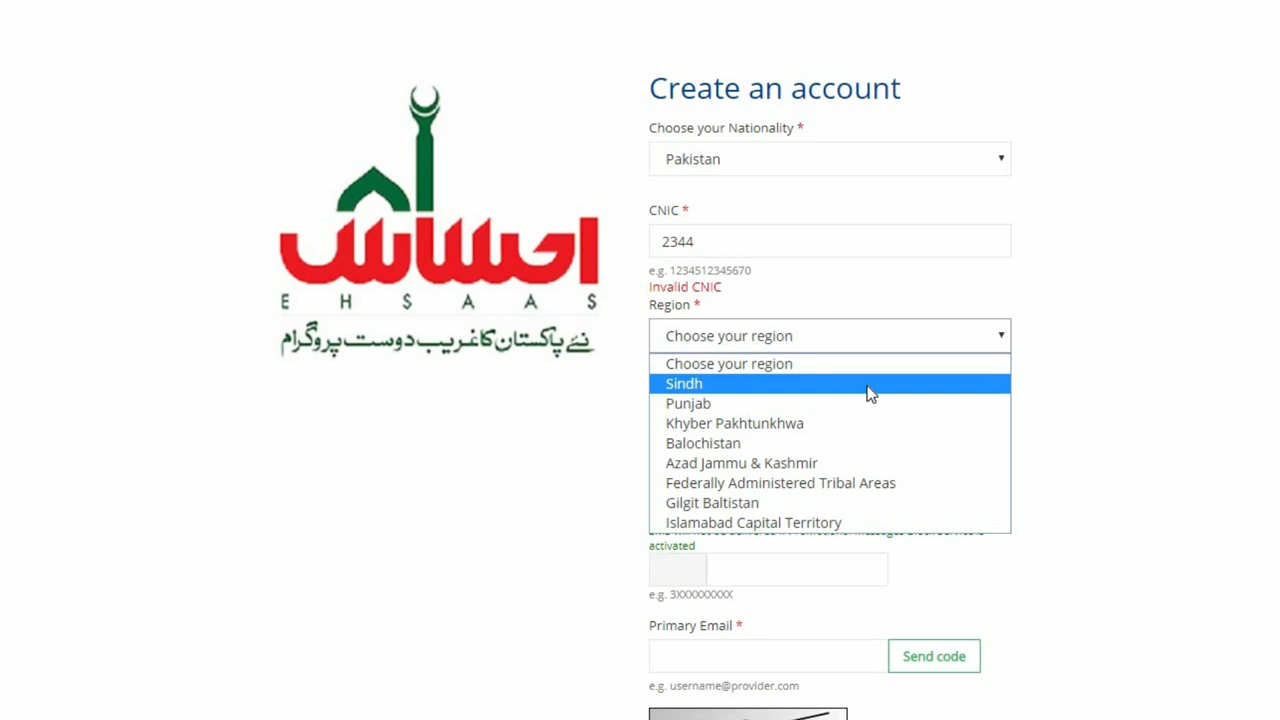 احساس
EHSAAS
نئے پاکستان کا غریب دوست پروگرام
Create an account
Choose your Nationality *
Pakistan
CNIC *
2344
e.g. 1234512345670
Invalid CNIC
Region *
Choose your region
Choose your region
Sindh
Punjab
Khyber Pakhtunkhwa
Balochistan
Azad Jammu & Kashmir
Federally Administered Tribal Areas
Gilgit Baltistan
Islamabad Capital Territory
activated
e.g. 3XXXXXXXXX
Primary Email *
Send code
e.g. username@provider.com